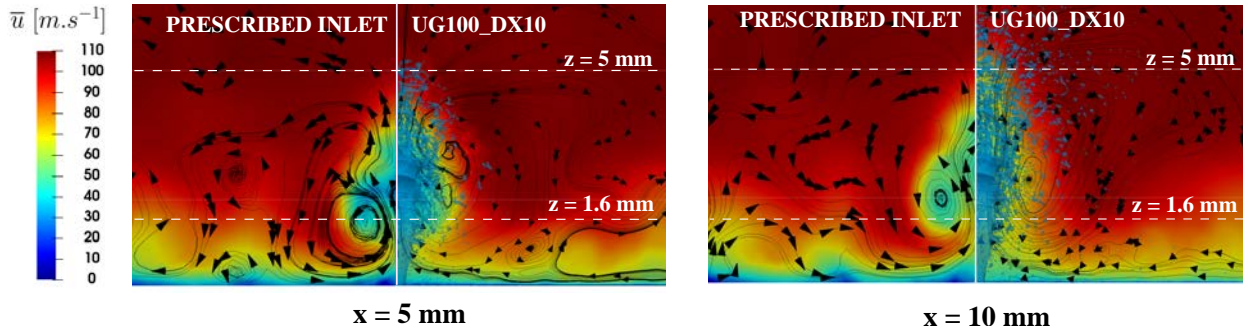 u̅ [m.s⁻¹]
110
100
90
80
70
60
50
40
30
20
10
0
PRESCRIBED INLET UG100_DX10
z = 5 mm
z = 1.6 mm
x = 5 mm
PRESCRIBED INLET UG100_DX10
z = 5 mm
z = 1.6 mm
x = 10 mm